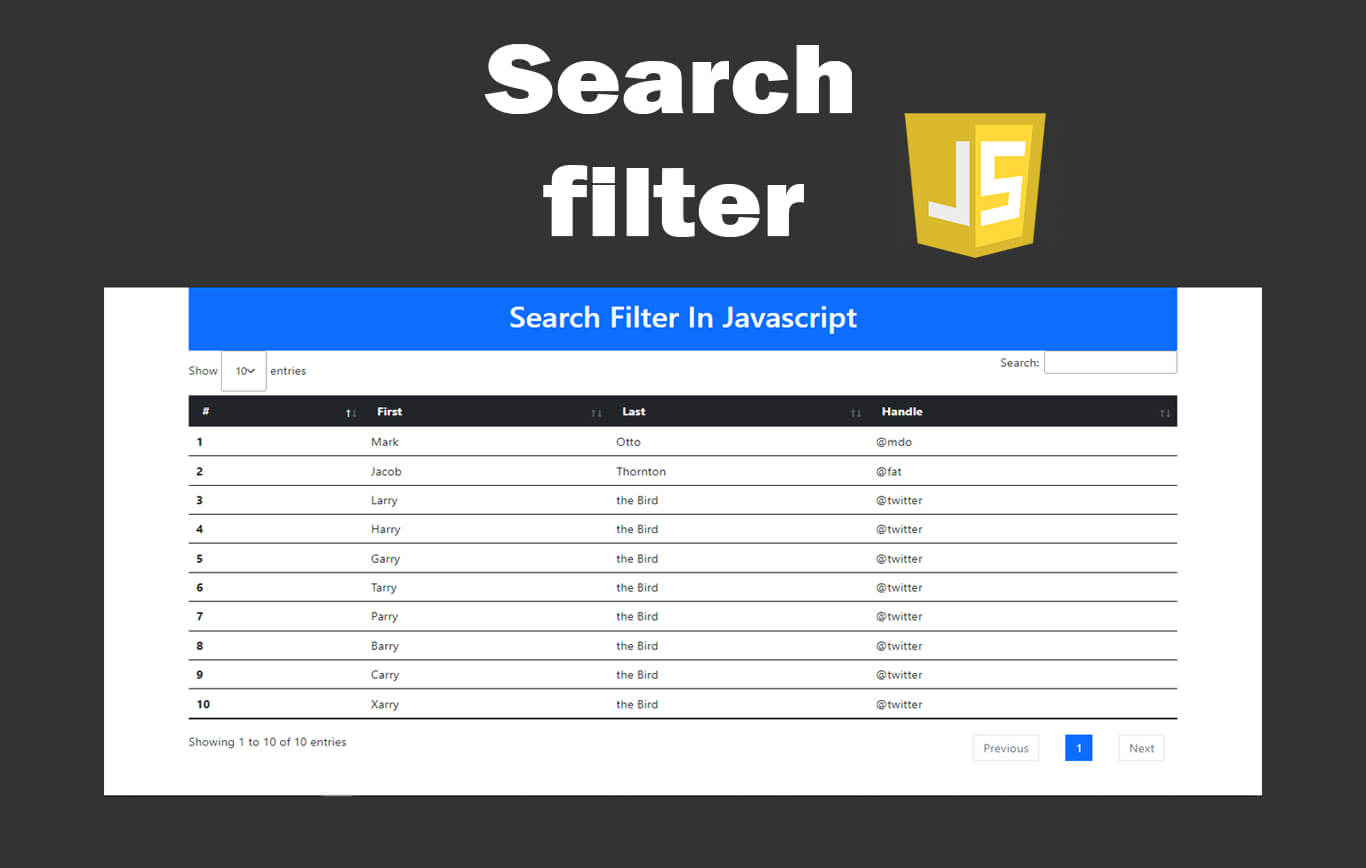 Search
filter
JS
Search Filter In Javascript
Show 10 entries
Search:
# First Last Handle
1 Mark Otto @mdo
2 Jacob Thornton @fat
3 Larry the Bird @twitter
4 Harry the Bird @twitter
5 Garry the Bird @twitter
6 Tarry the Bird @twitter
7 Parry the Bird @twitter
8 Barry the Bird @twitter
9 Carry the Bird @twitter
10 Xarry the Bird @twitter
Showing 1 to 10 of 10 entries
Previous 1 Next